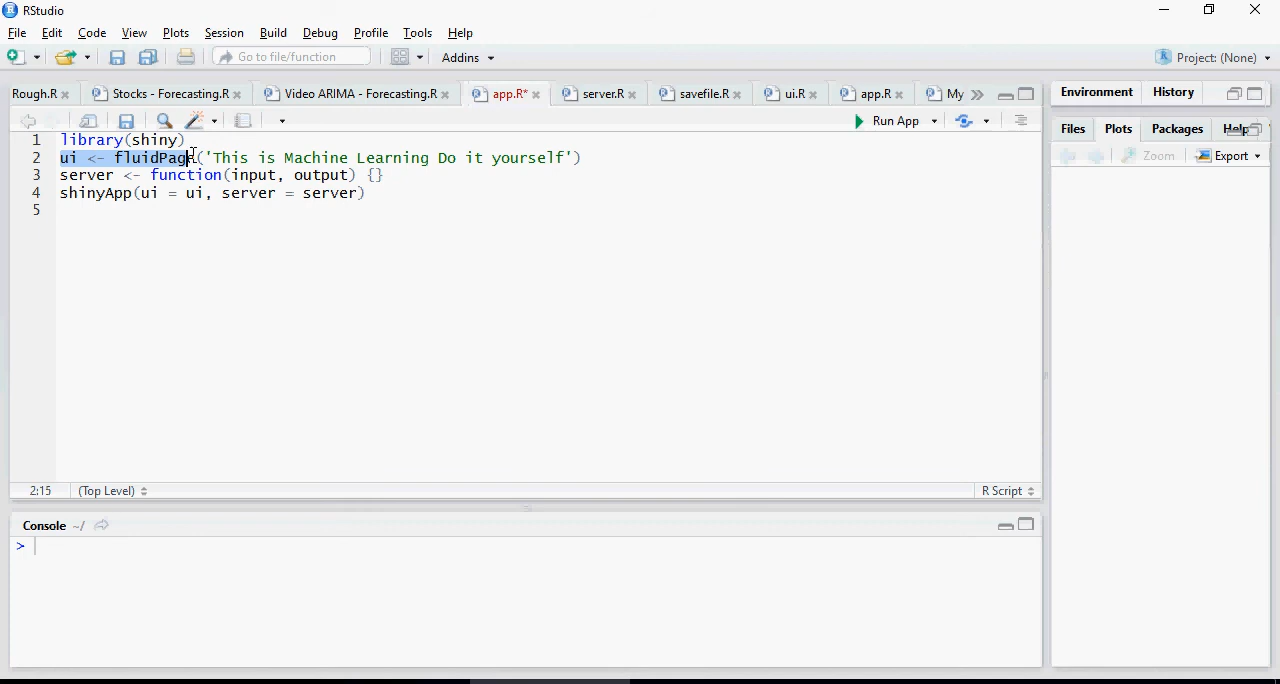 RStudio
File Edit Code View Plots Session Build Debug Profile Tools Help
Go to file/function Addins Project: (None)
Rough.R Stocks - Forecasting.R Video ARIMA - Forecasting.R app.R* server.R savefile.R ui.R app.R My Environment History
Run App Files Plots Packages Help
1 library(shiny)
2 ui <- fluidPage('This is Machine Learning Do it yourself') Zoom Export
3 server <- function(input, output) {}
4 shinyApp(ui = ui, server = server)
5
2:15 (Top Level) R Script
Console ~/
>